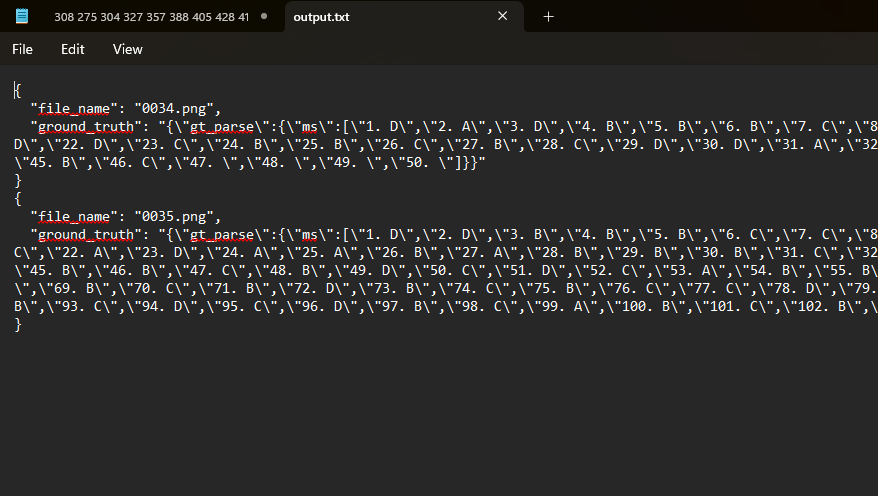 308 275 304 327 357 388 405 428 41
output.txt
File Edit View
{
"file_name": "0034.png",
"ground_truth": "{\"gt_parse\":{\"ms\":[\"1. D\",\"2. A\",\"3. D\",\"4. B\",\"5. B\",\"6. B\",\"7. C\",\"8
D\",\"22. D\",\"23. C\",\"24. B\",\"25. B\",\"26. C\",\"27. B\",\"28. C\",\"29. D\",\"30. D\",\"31. A\",\"32
\"45. B\",\"46. C\",\"47. \",\"48. \",\"49. \",\"50. \"]}}"
}
{
"file_name": "0035.png",
"ground_truth": "{\"gt_parse\":{\"ms\":[\"1. D\",\"2. D\",\"3. B\",\"4. B\",\"5. B\",\"6. C\",\"7. C\",\"8
C\",\"22. A\",\"23. D\",\"24. A\",\"25. A\",\"26. B\",\"27. A\",\"28. B\",\"29. B\",\"30. B\",\"31. C\",\"32
\"45. B\",\"46. B\",\"47. C\",\"48. B\",\"49. D\",\"50. C\",\"51. D\",\"52. C\",\"53. A\",\"54. B\",\"55. B\
\",\"69. B\",\"70. C\",\"71. B\",\"72. D\",\"73. B\",\"74. C\",\"75. B\",\"76. C\",\"77. C\",\"78. D\",\"79.
B\",\"93. C\",\"94. D\",\"95. C\",\"96. D\",\"97. B\",\"98. C\",\"99. A\",\"100. B\",\"101. C\",\"102. B\",\
}